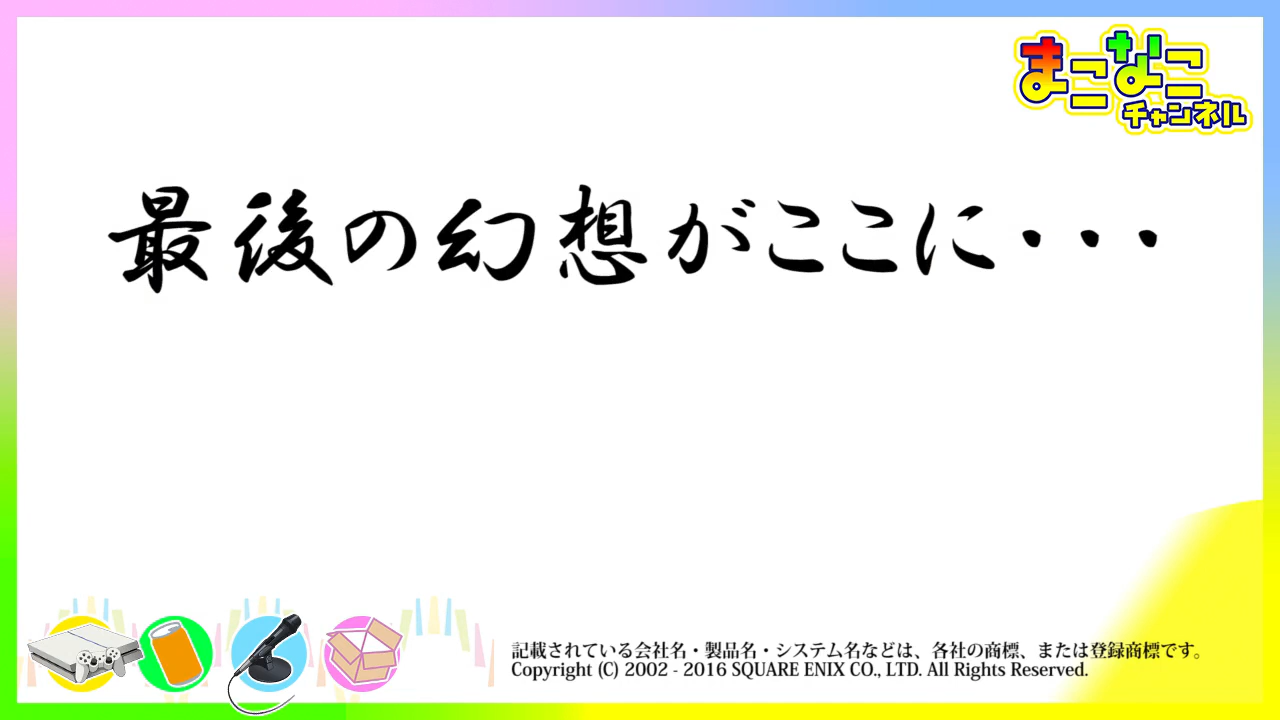 まこなこ
チャンネル
最後の幻想がここに・・・
記載されている会社名・製品名・システム名などは、各社の商標、または登録商標です。
Copyright (C) 2002 - 2016 SQUARE ENIX CO., LTD. All Rights Reserved.